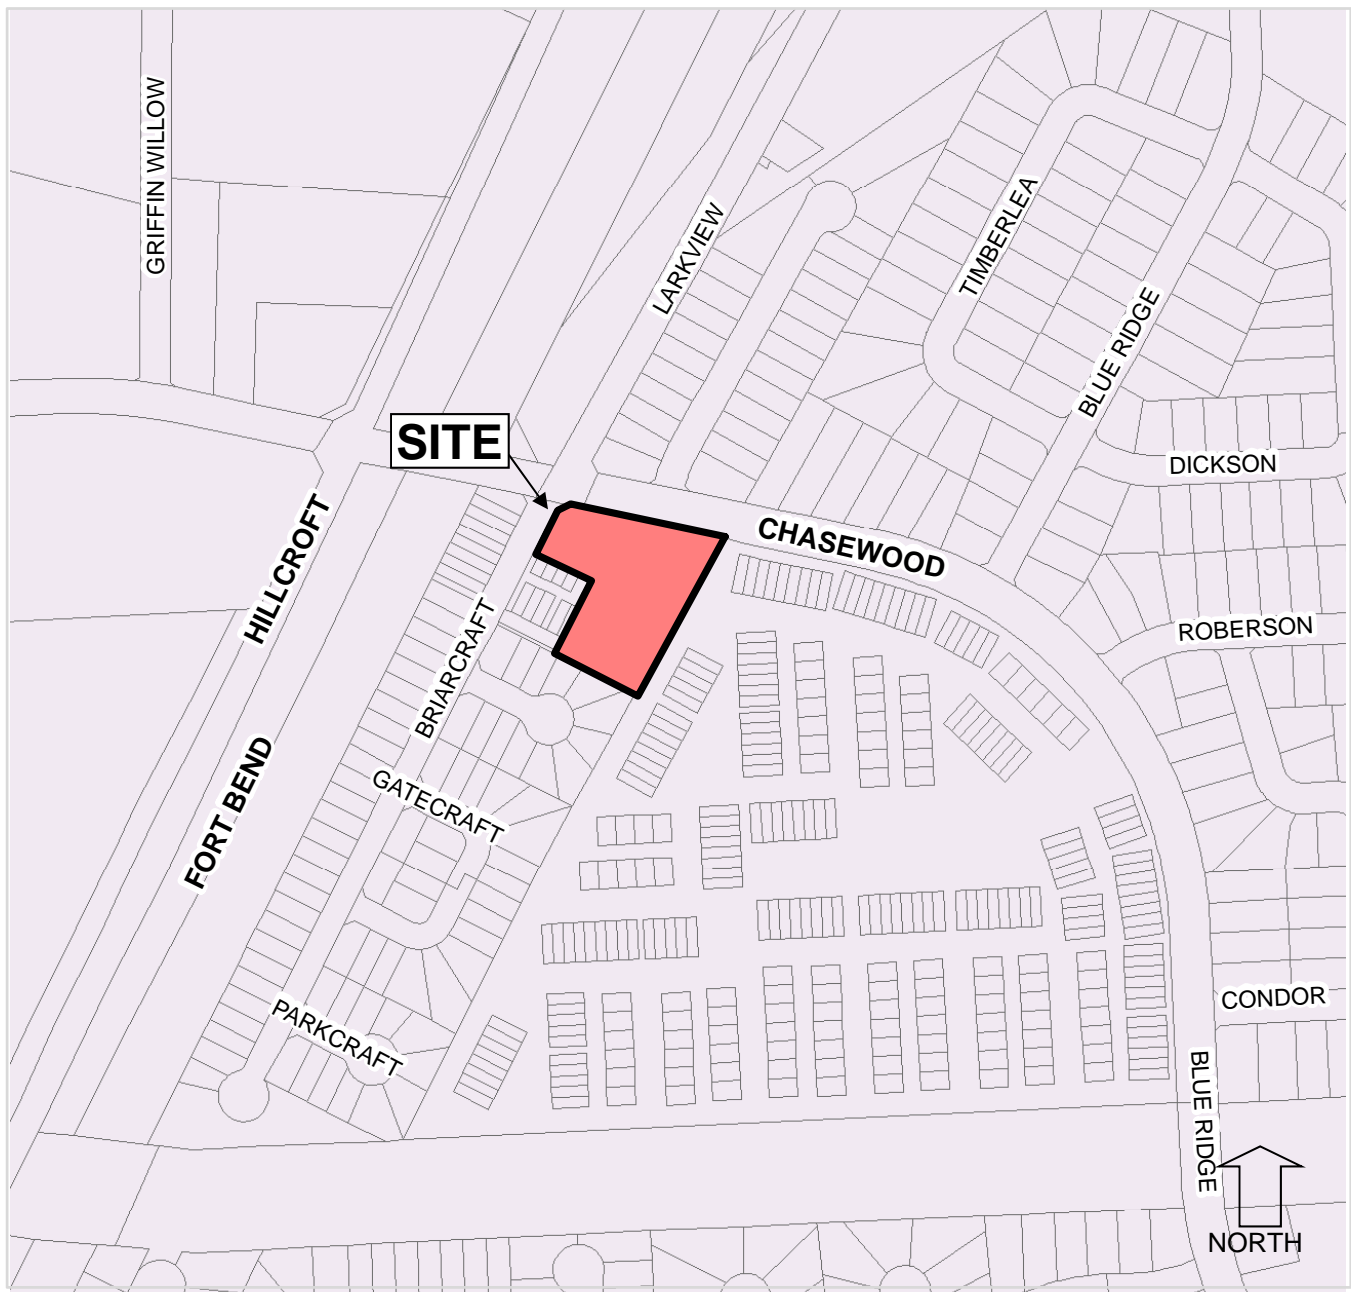 GRIFFIN WILLOW
LARKVIEW
TIMBERLEA
BLUE RIDGE
SITE
DICKSON
HILLCROFT
CHASEWOOD
ROBERSON
BRIARCRAFT
FORT BEND
GATECRAFT
PARKCRAFT
CONDOR
BLUE RIDGE
NORTH